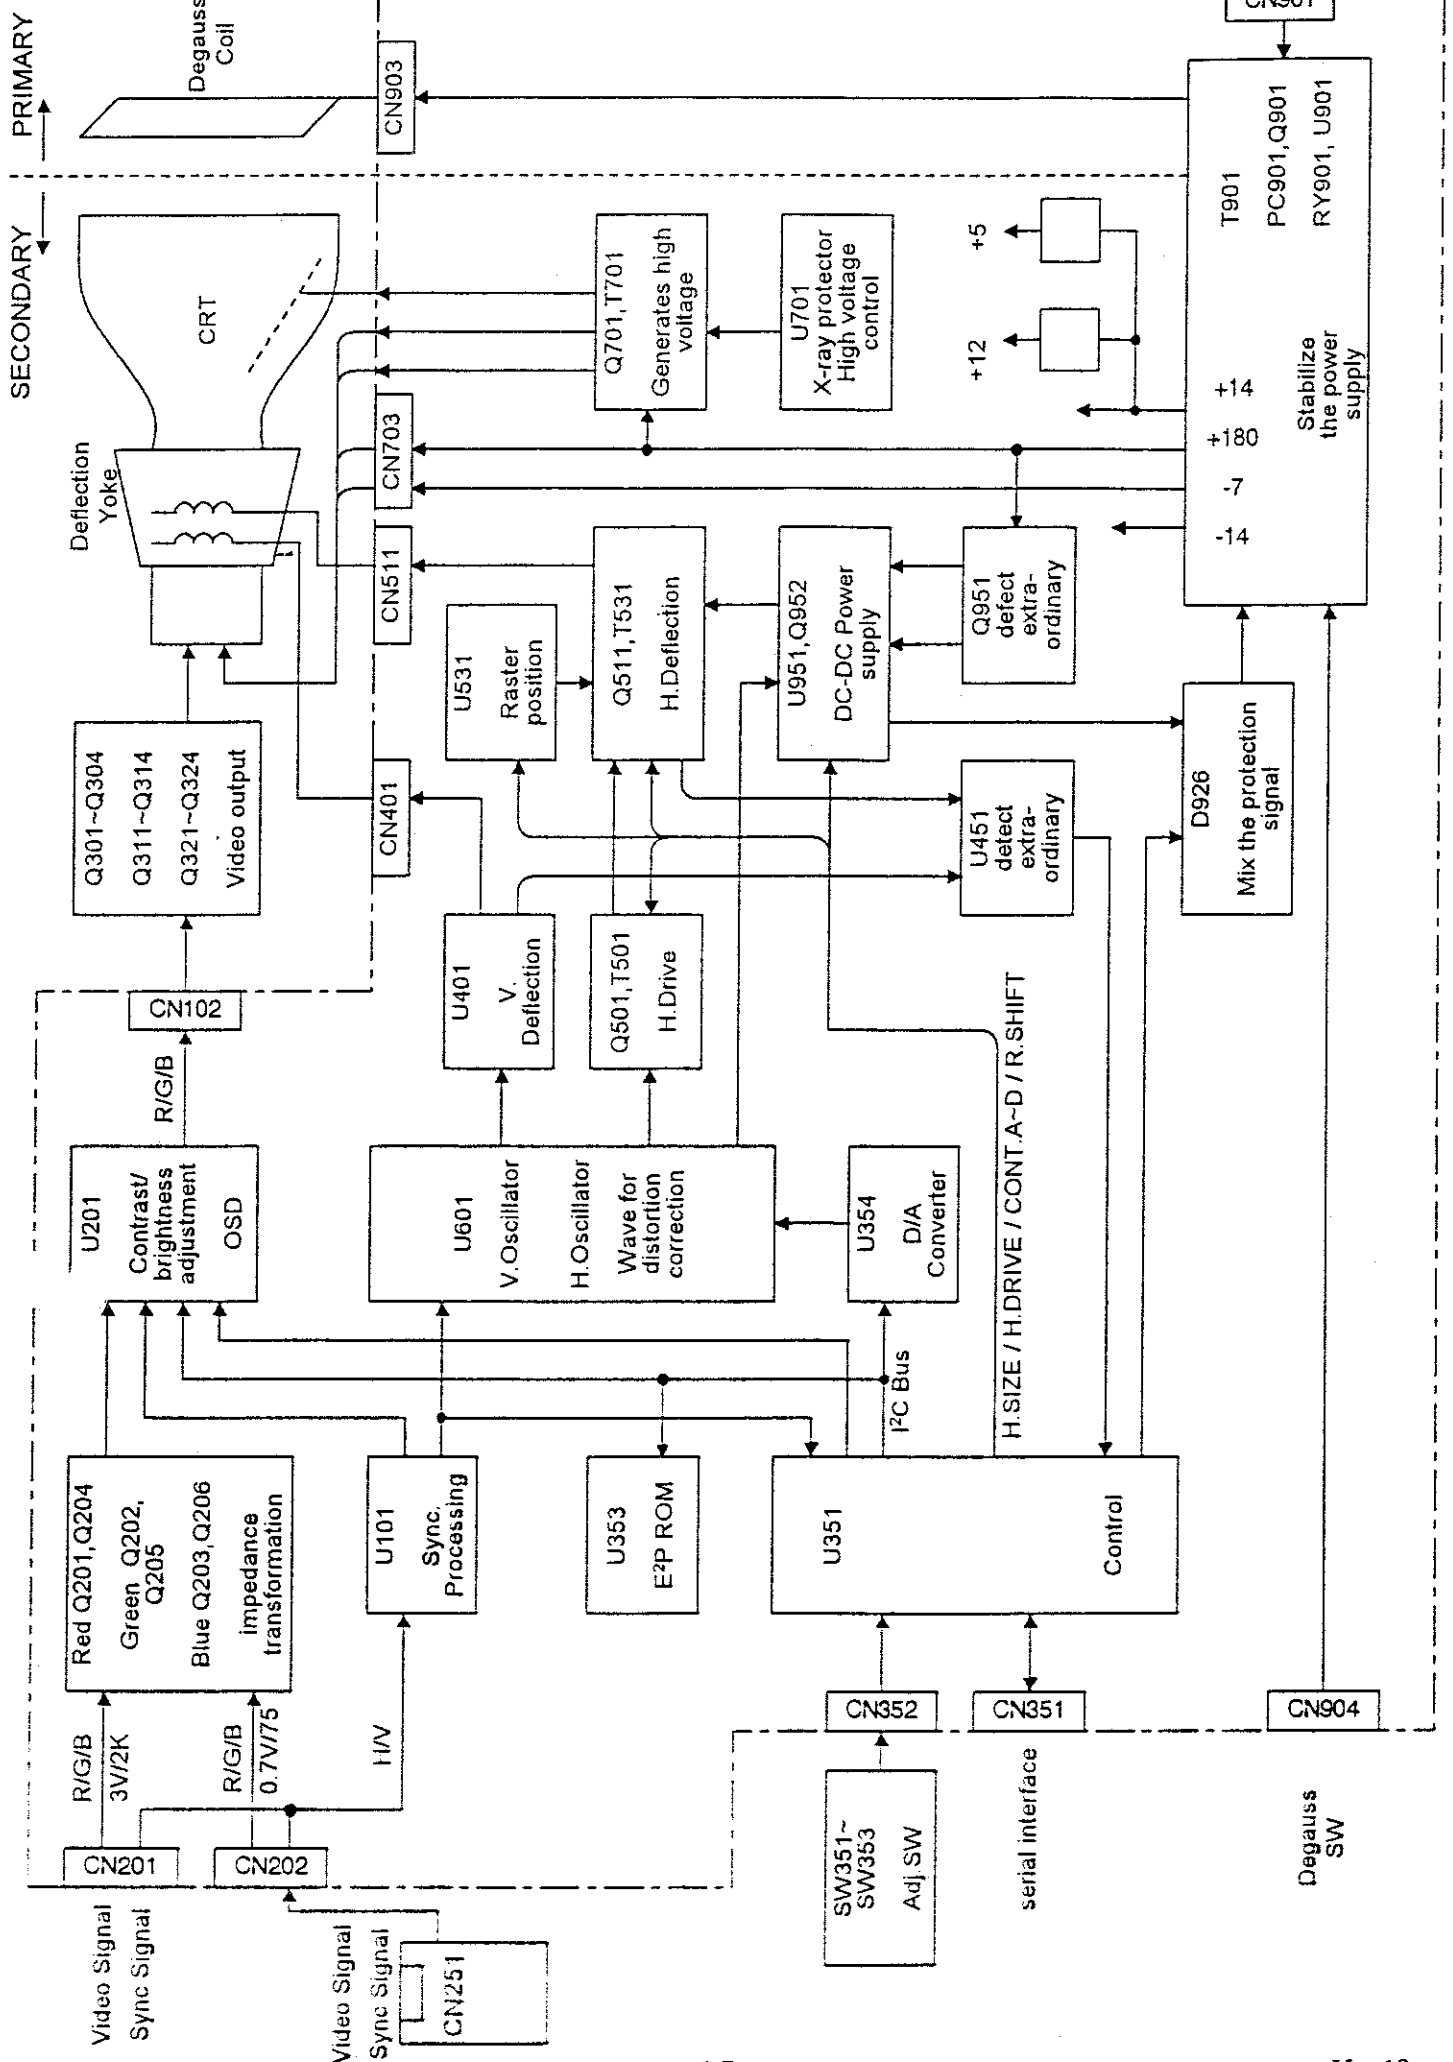 SECONDARY
PRIMARY
Degauss
Coil
CN901
CN903
CRT
Deflection
Yoke
CN703
CN511
CN401
Q301~Q304
Q311~Q314
Q321~Q324
Video output
CN102
R/G/B
U201
Contrast/
brightness
adjustment
OSD
Red Q201,Q204
Green Q202,
Q205
Blue Q203,Q206
impedance
transformation
R/G/B
3V/2K
R/G/B
0.7V/75
H/V
CN201
CN202
Video Signal
Sync Signal
Video Signal
Sync Signal
CN251
U101
Sync.
Processing
U601
V.Oscillator
H.Oscillator
Wave for
distortion
correction
U401
V.
Deflection
Q501,T501
H.Drive
U531
Raster
position
Q511,T531
H.Deflection
Q701,T701
Generates high
voltage
U701
X-ray protector
High voltage
control
U951,Q952
DC-DC Power
supply
Q951
defect
extra-
ordinary
U451
detect
extra-
ordinary
D926
Mix the protection
signal
+5
+12
+14
+180
-7
-14
T901
PC901,Q901
RY901, U901
Stabilize
the power
supply
U353
E²P ROM
U354
D/A
Converter
I²C Bus
U351
Control
H.SIZE / H.DRIVE / CONT.A~D / R.SHIFT
CN352
CN351
CN904
SW351~
SW353
Adj.SW
serial interface
Degauss
SW